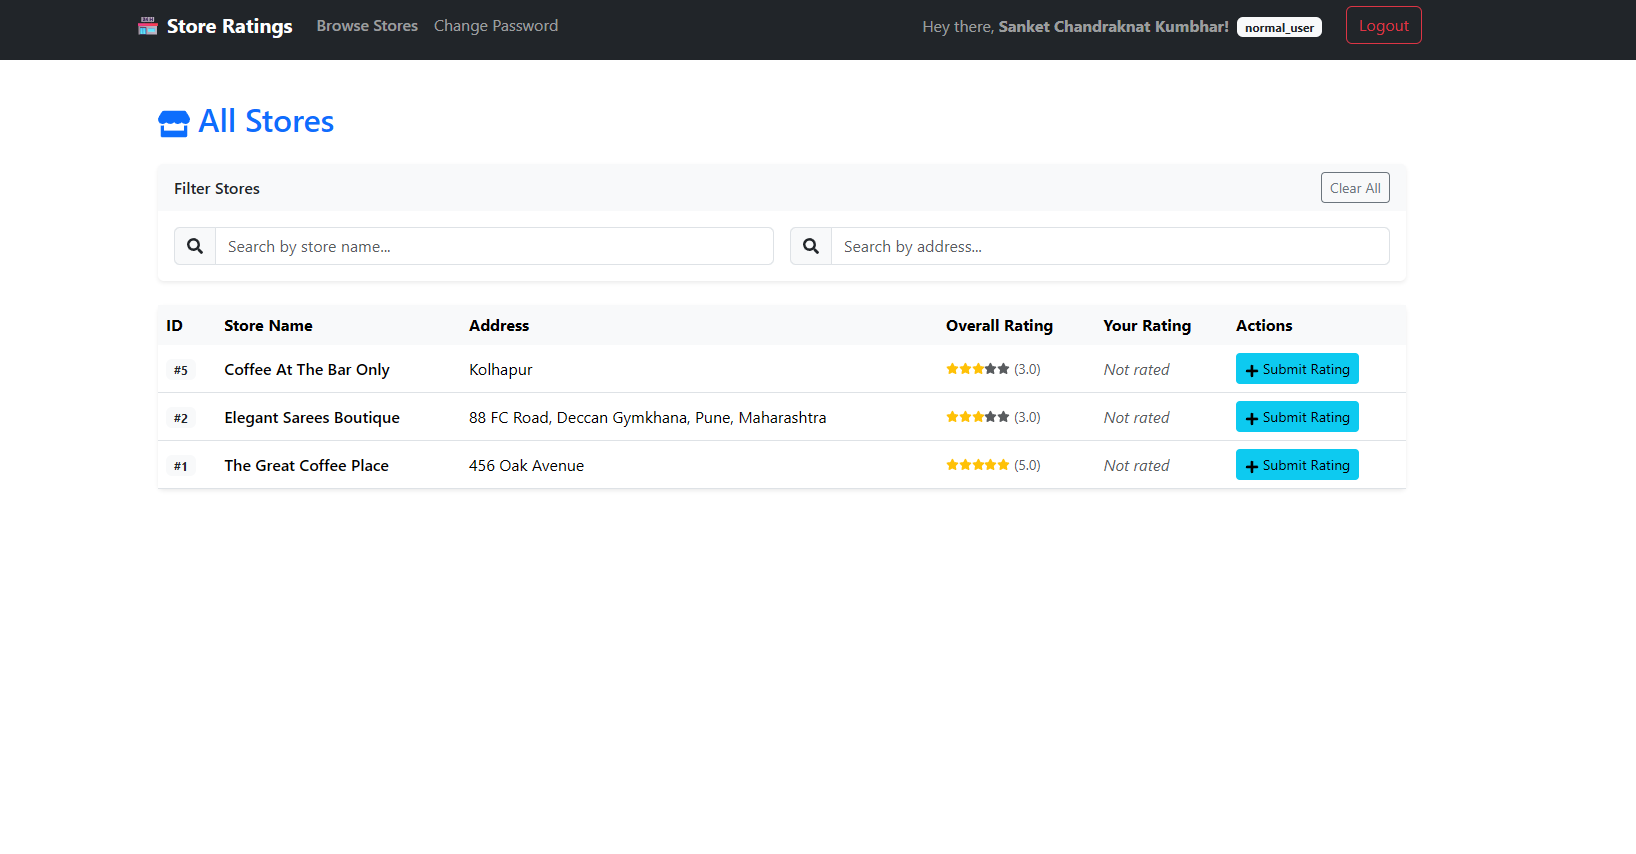 Store Ratings Browse Stores Change Password Hey there, Sanket Chandraknat Kumbhar! normal_user Logout
All Stores
Filter Stores Clear All
Search by store name... Search by address...
ID Store Name Address Overall Rating Your Rating Actions
#5 Coffee At The Bar Only Kolhapur (3.0) Not rated Submit Rating
#2 Elegant Sarees Boutique 88 FC Road, Deccan Gymkhana, Pune, Maharashtra (3.0) Not rated Submit Rating
#1 The Great Coffee Place 456 Oak Avenue (5.0) Not rated Submit Rating